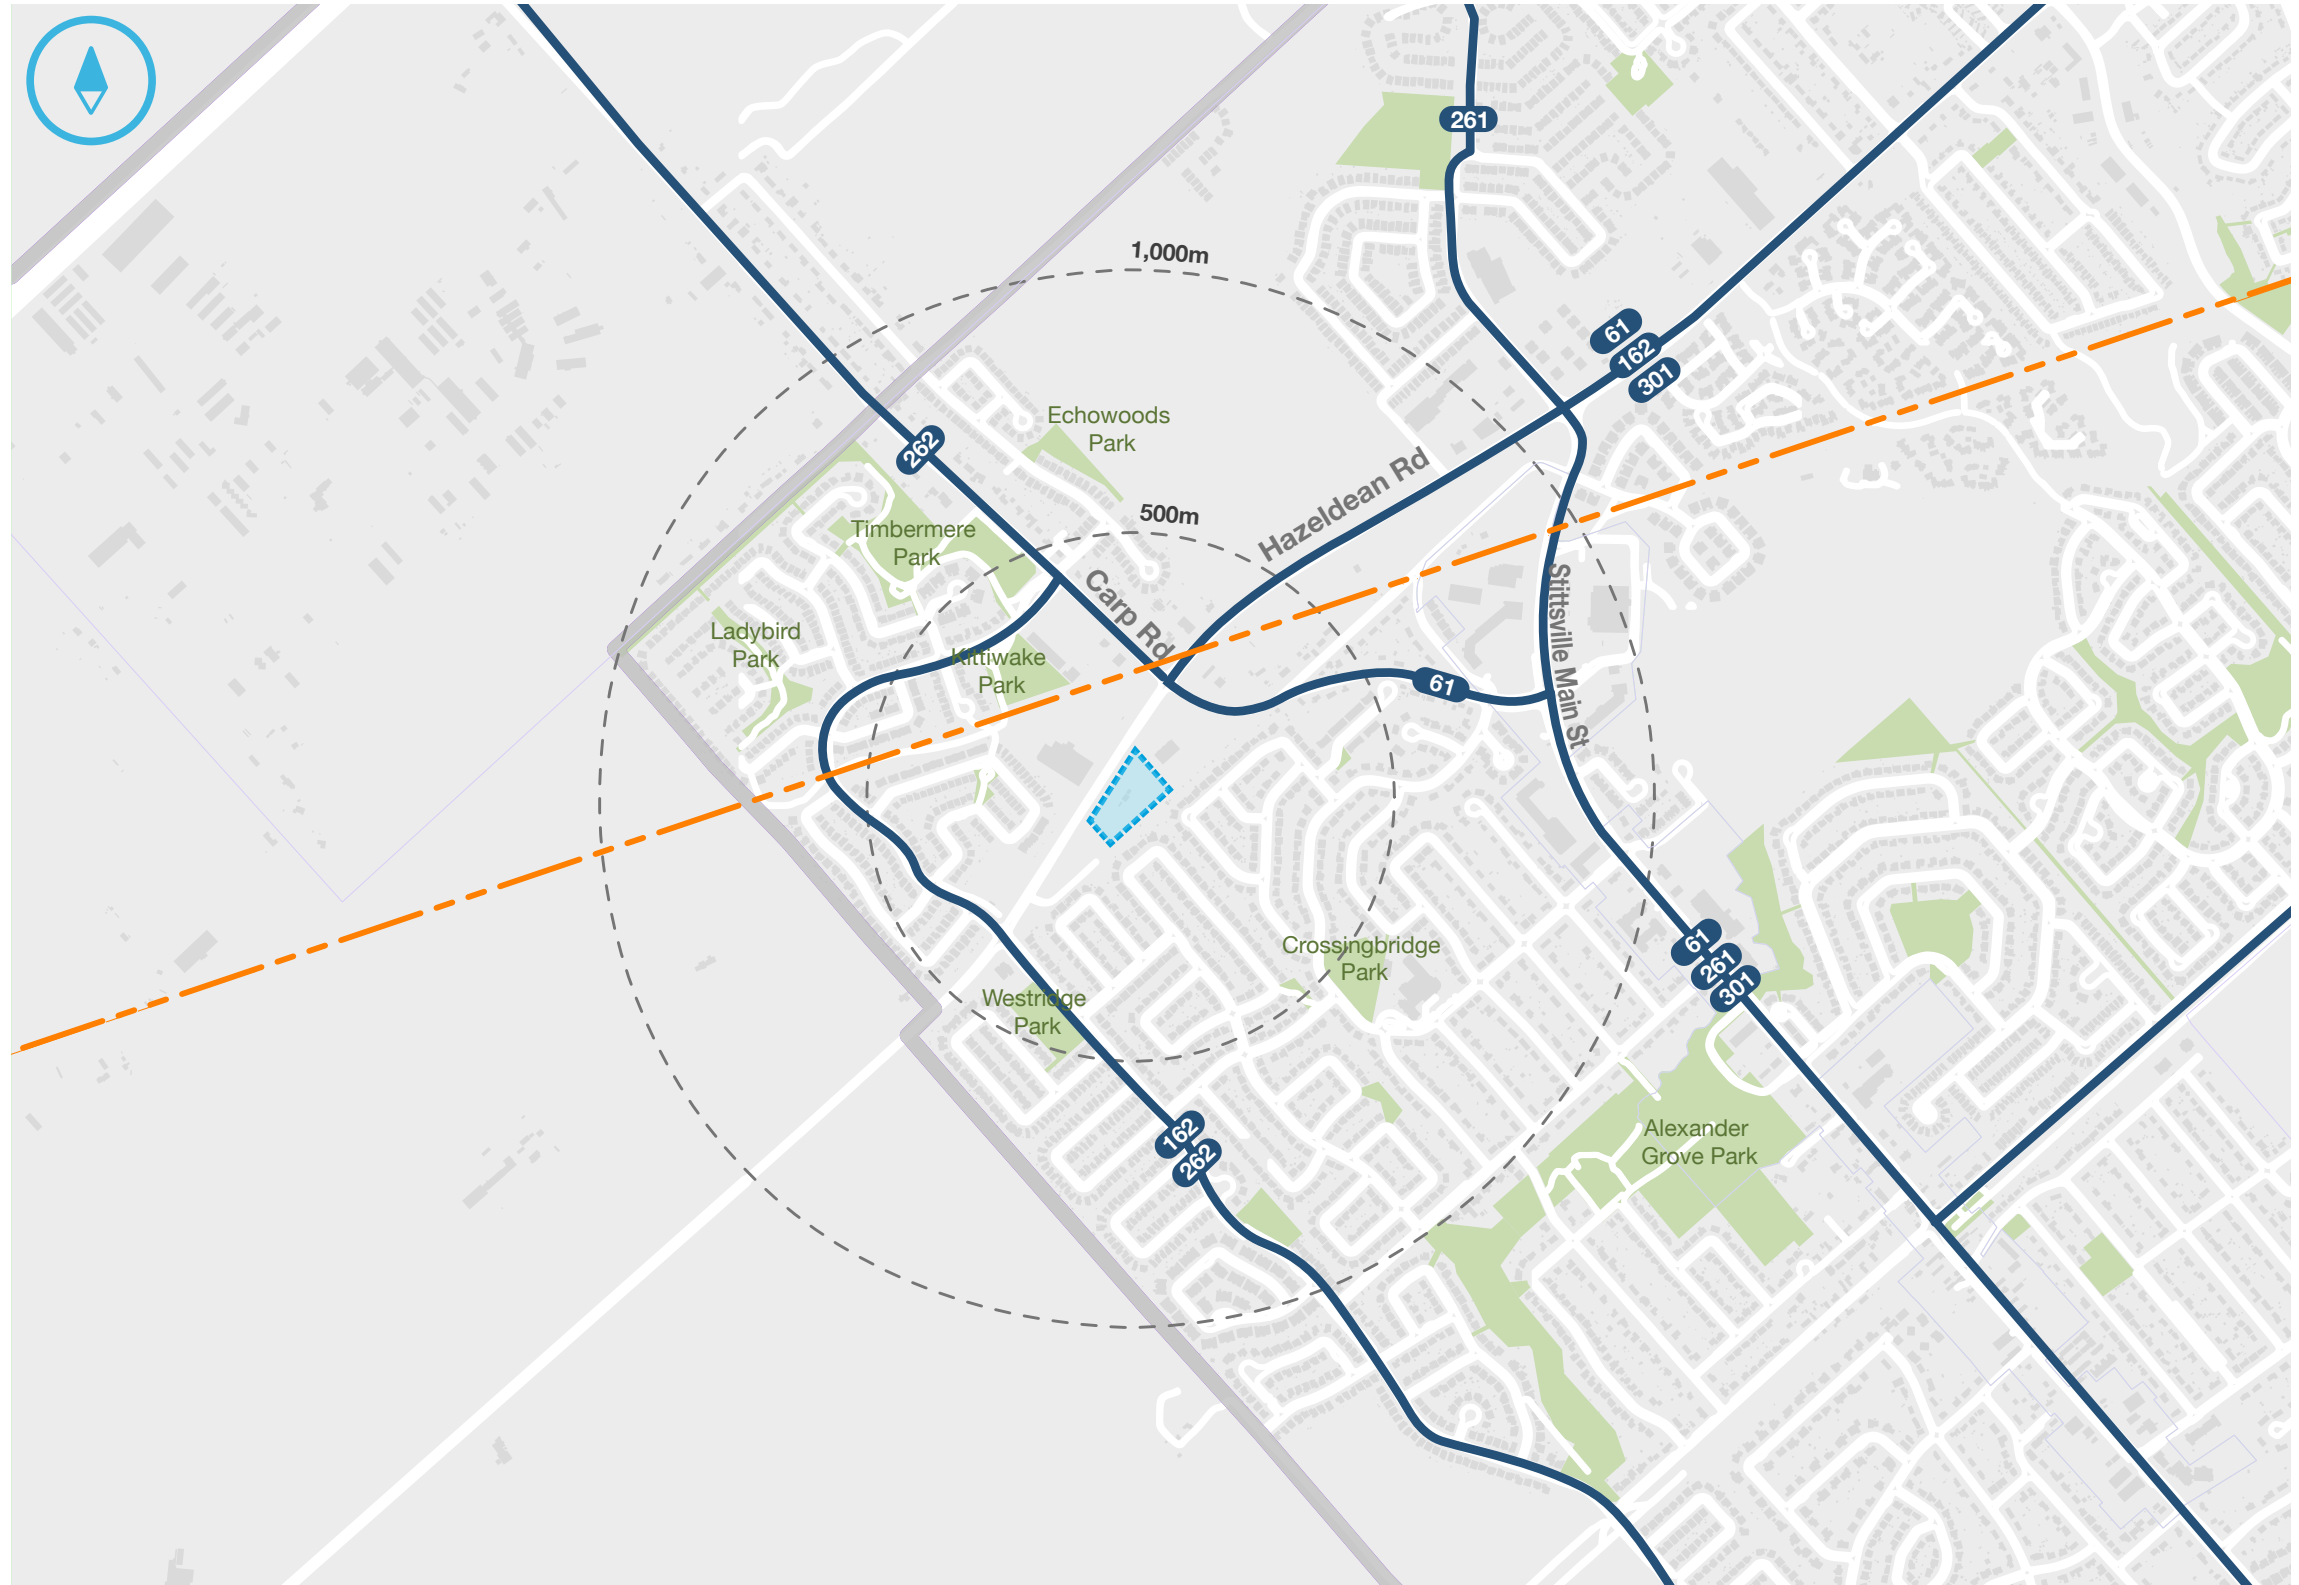 261
1,000m
61
162
301
Echowoods
Park
262
Hazeldean Rd
500m
Timbermere
Park
Carp Rd
Stittsville Main St
Ladybird
Park
Kittiwake
Park
61
Crossingbridge
Park
61
261
301
Westridge
Park
162
262
Alexander
Grove Park